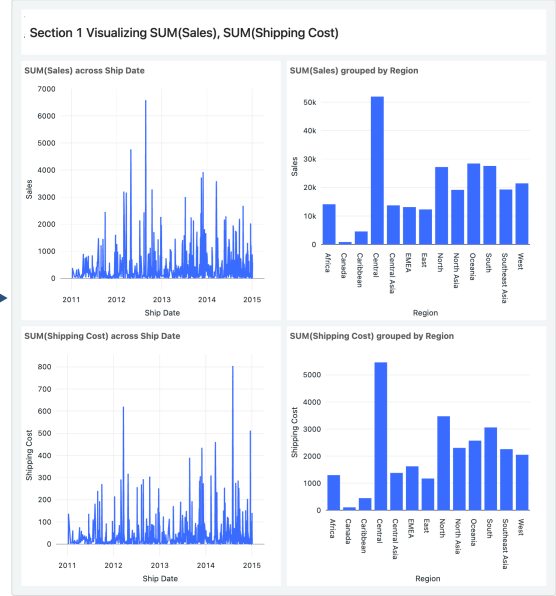 Section 1 Visualizing SUM(Sales), SUM(Shipping Cost)
SUM(Sales) across Ship Date
7000
6000
5000
4000
3000
2000
1000
0
Sales
2011
2012
2013
2014
2015
Ship Date
SUM(Sales) grouped by Region
50k
40k
30k
20k
10k
0
Sales
Africa
Canada
Caribbean
Central
Central Asia
EMEA
East
North
North Asia
Oceania
South
Southeast Asia
West
Region
SUM(Shipping Cost) across Ship Date
800
700
600
500
400
300
200
100
0
Shipping Cost
2011
2012
2013
2014
2015
Ship Date
SUM(Shipping Cost) grouped by Region
5000
4000
3000
2000
1000
0
Shipping Cost
Africa
Canada
Caribbean
Central
Central Asia
EMEA
East
North
North Asia
Oceania
South
Southeast Asia
West
Region